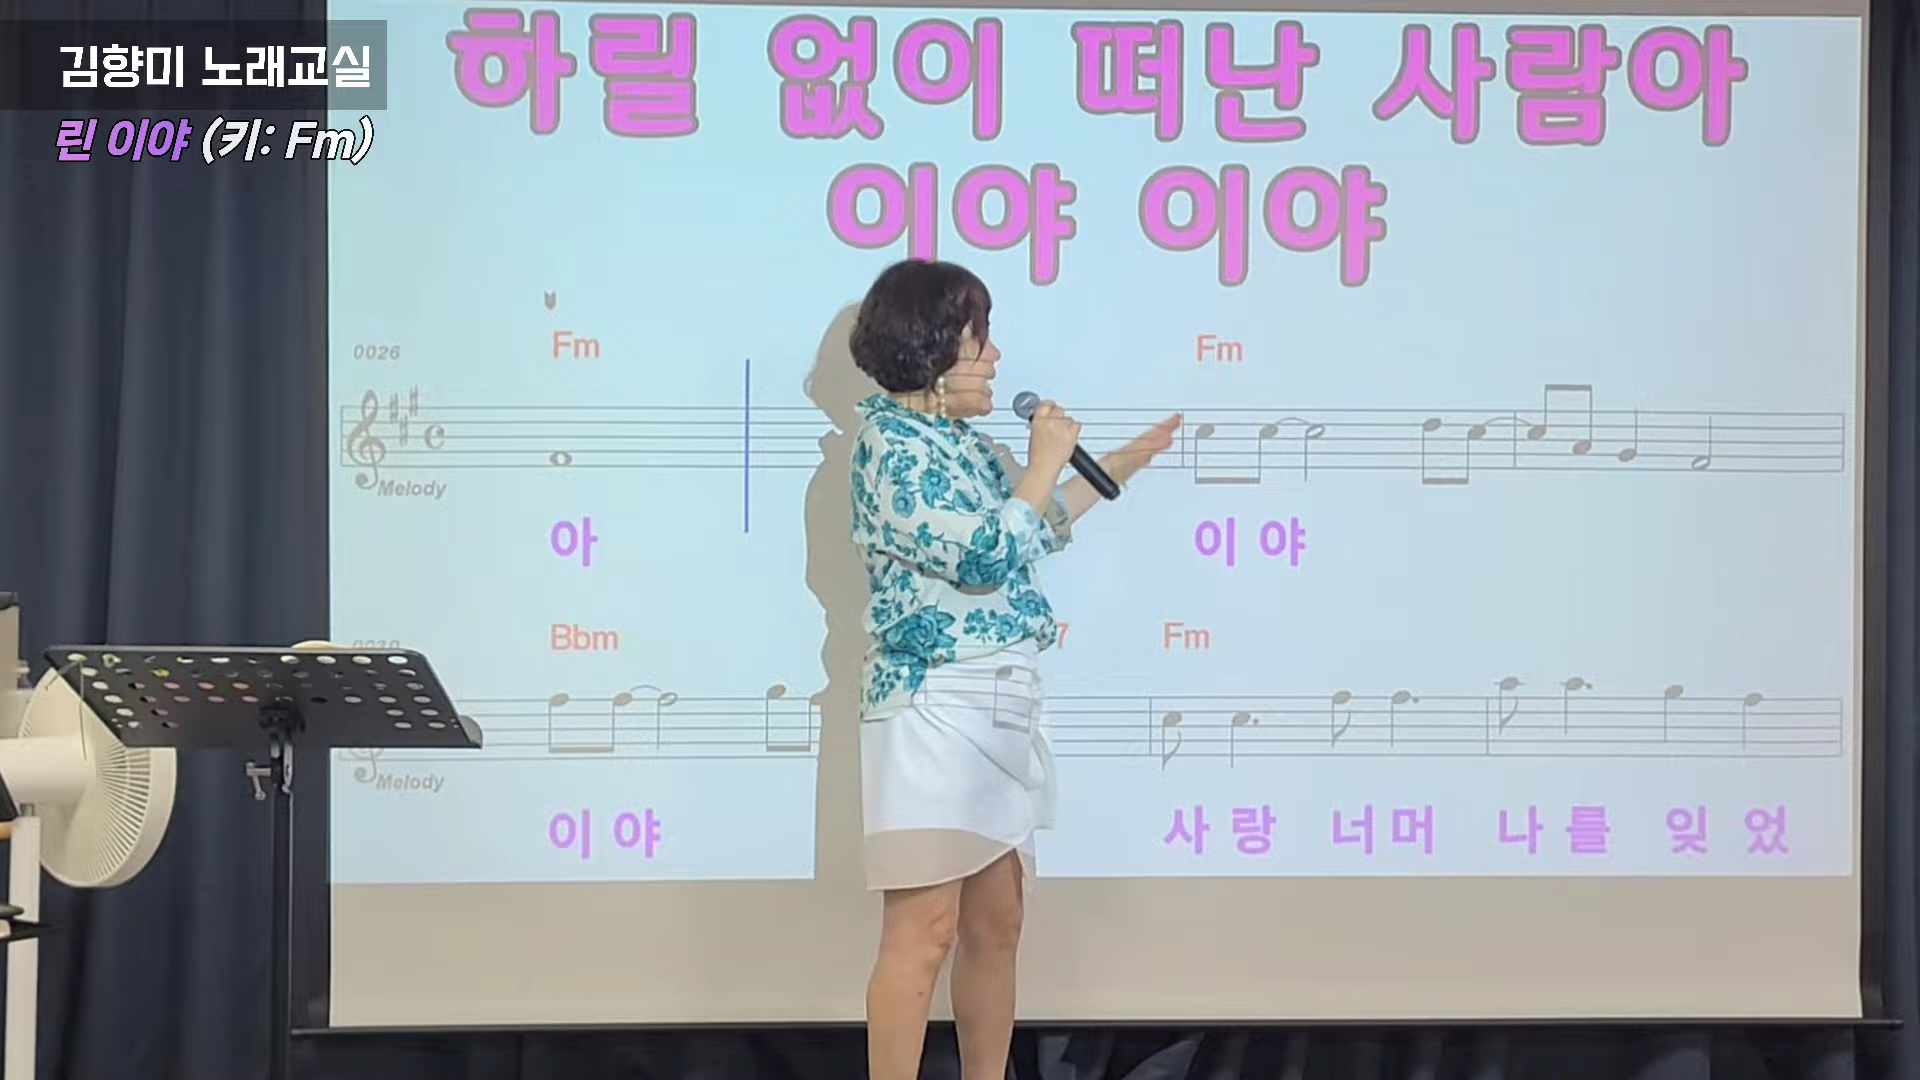 김향미 노래교실
린 이야 (키: Fm)
하릴 없이 떠난 사람아
이야 이야
0026
Fm
Fm
Melody
아
이 야
Bbm
7
Fm
Melody
이 야
사 랑 너 머 나 를 잊 었